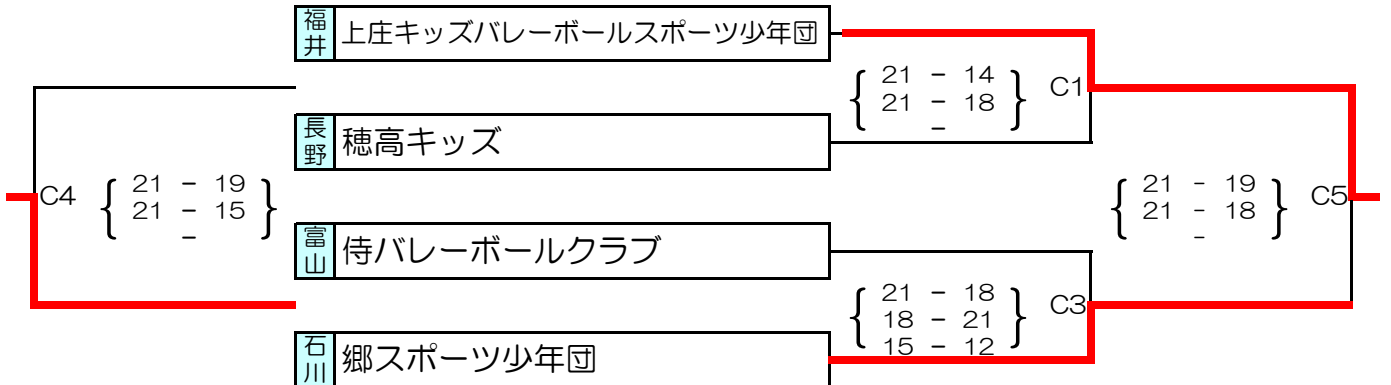 福井
上庄キッズバレーボールスポーツ少年団
21 - 14
21 - 18
-
C1
長野
穂高キッズ
C4
21 - 19
21 - 15
-
21 - 19
21 - 18
-
C5
富山
侍バレーボールクラブ
21 - 18
18 - 21
15 - 12
C3
石川
郷スポーツ少年団